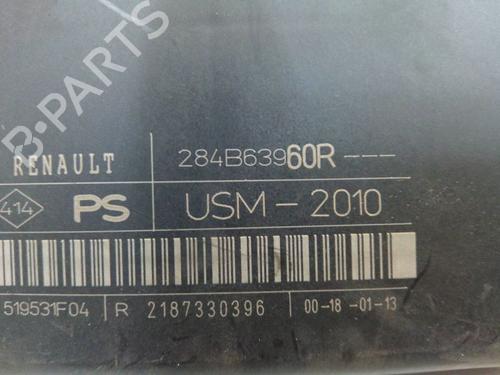 B-PARTS
RENAULT 284B63960R---
414 PS USM-2010
519531F04 R 2187330396 00-18-01-13